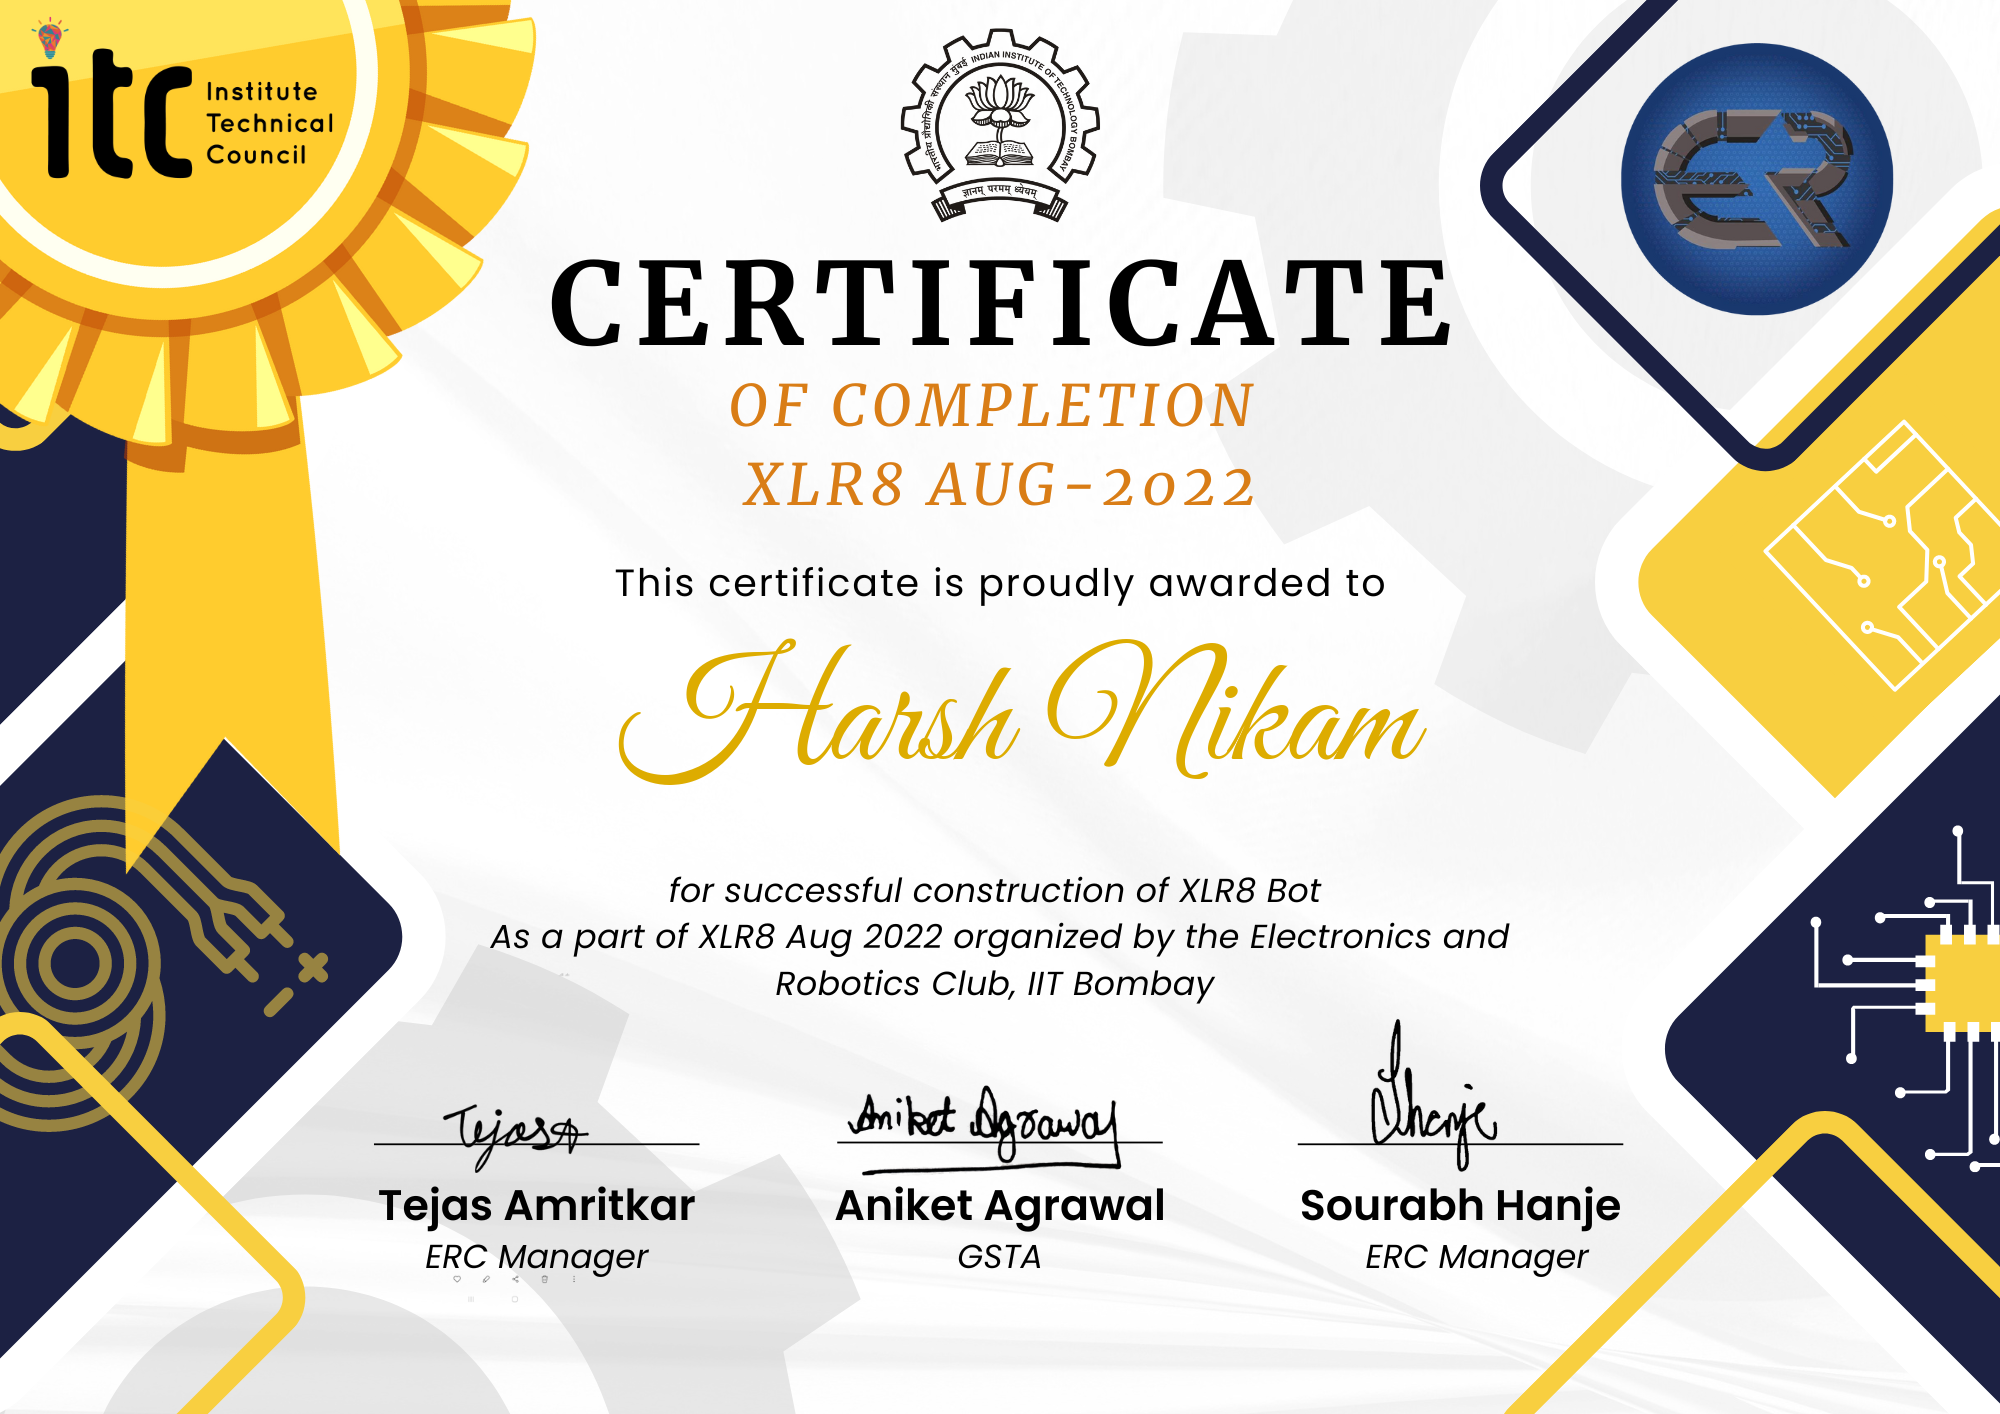 itc
Institute
Technical
Council
भारतीय प्रौद्योगिकी संस्थान मुंबई INDIAN INSTITUTE OF TECHNOLOGY BOMBAY
ज्ञानम् परमम् ध्येयम्
ER
CERTIFICATE
OF COMPLETION
XLR8 AUG-2022
This certificate is proudly awarded to
Harsh Nikam
for successful construction of XLR8 Bot
As a part of XLR8 Aug 2022 organized by the Electronics and
Robotics Club, IIT Bombay
Tejas A
Aniket Agrawal
SHanje
Tejas Amritkar
Aniket Agrawal
Sourabh Hanje
ERC Manager
GSTA
ERC Manager